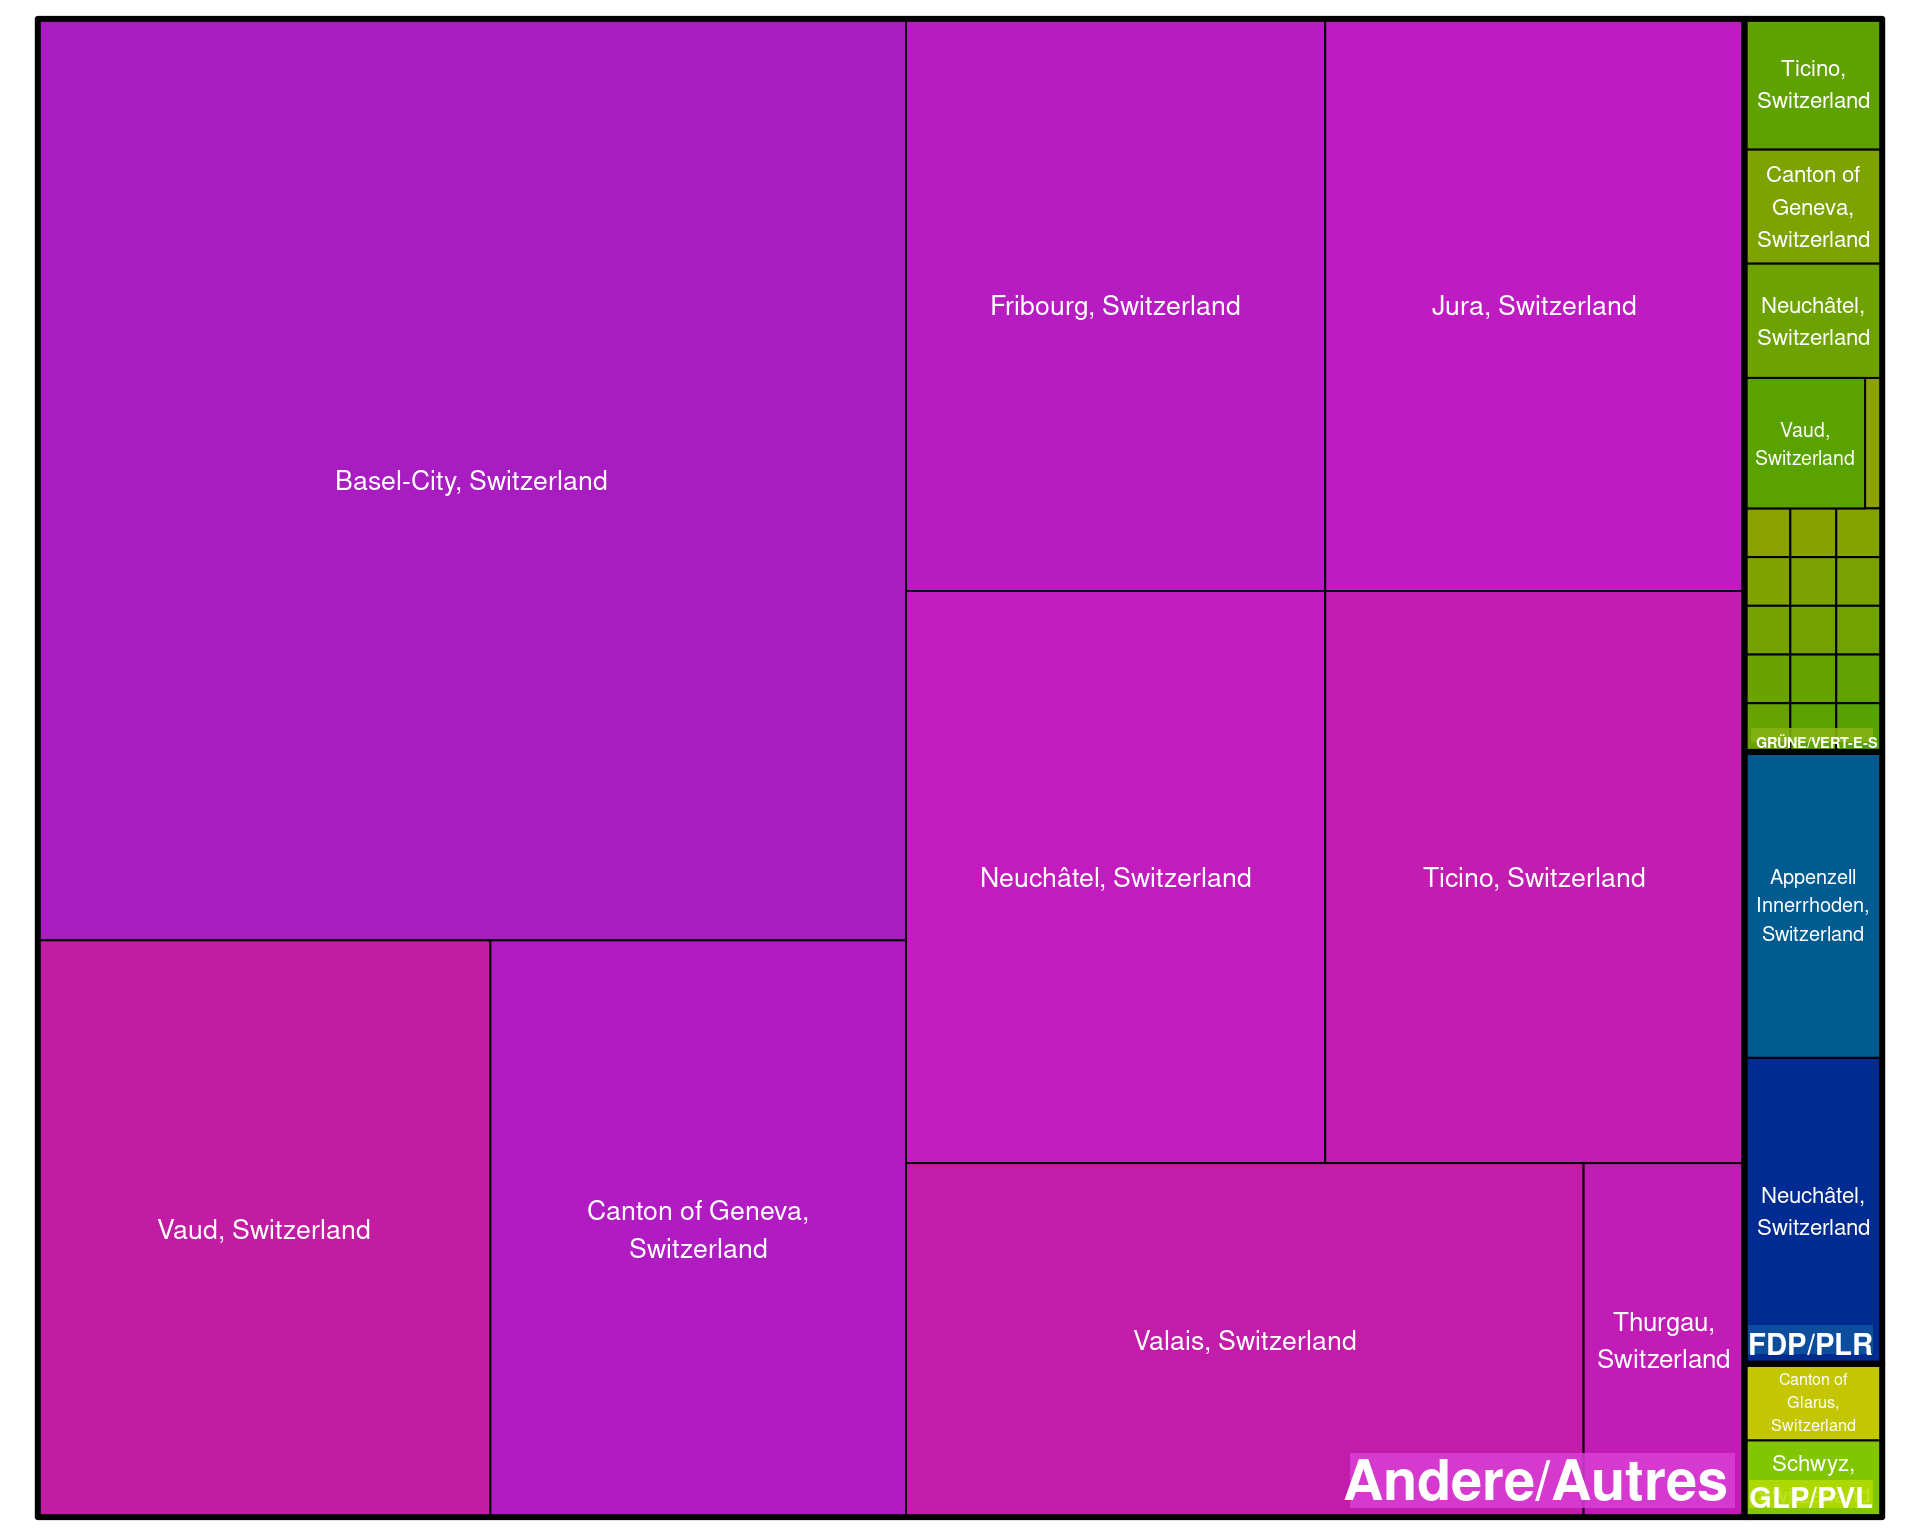 Basel-City, Switzerland
Vaud, Switzerland
Canton of Geneva,
Switzerland
Fribourg, Switzerland
Jura, Switzerland
Neuchâtel, Switzerland
Ticino, Switzerland
Valais, Switzerland
Thurgau,
Switzerland
Andere/Autres
Ticino,
Switzerland
Canton of
Geneva,
Switzerland
Neuchâtel,
Switzerland
Vaud,
Switzerland
GRÜNE/VERT-E-S
Appenzell
Innerrhoden,
Switzerland
Neuchâtel,
Switzerland
FDP/PLR
Canton of
Glarus,
Switzerland
Schwyz,
GLP/PVL